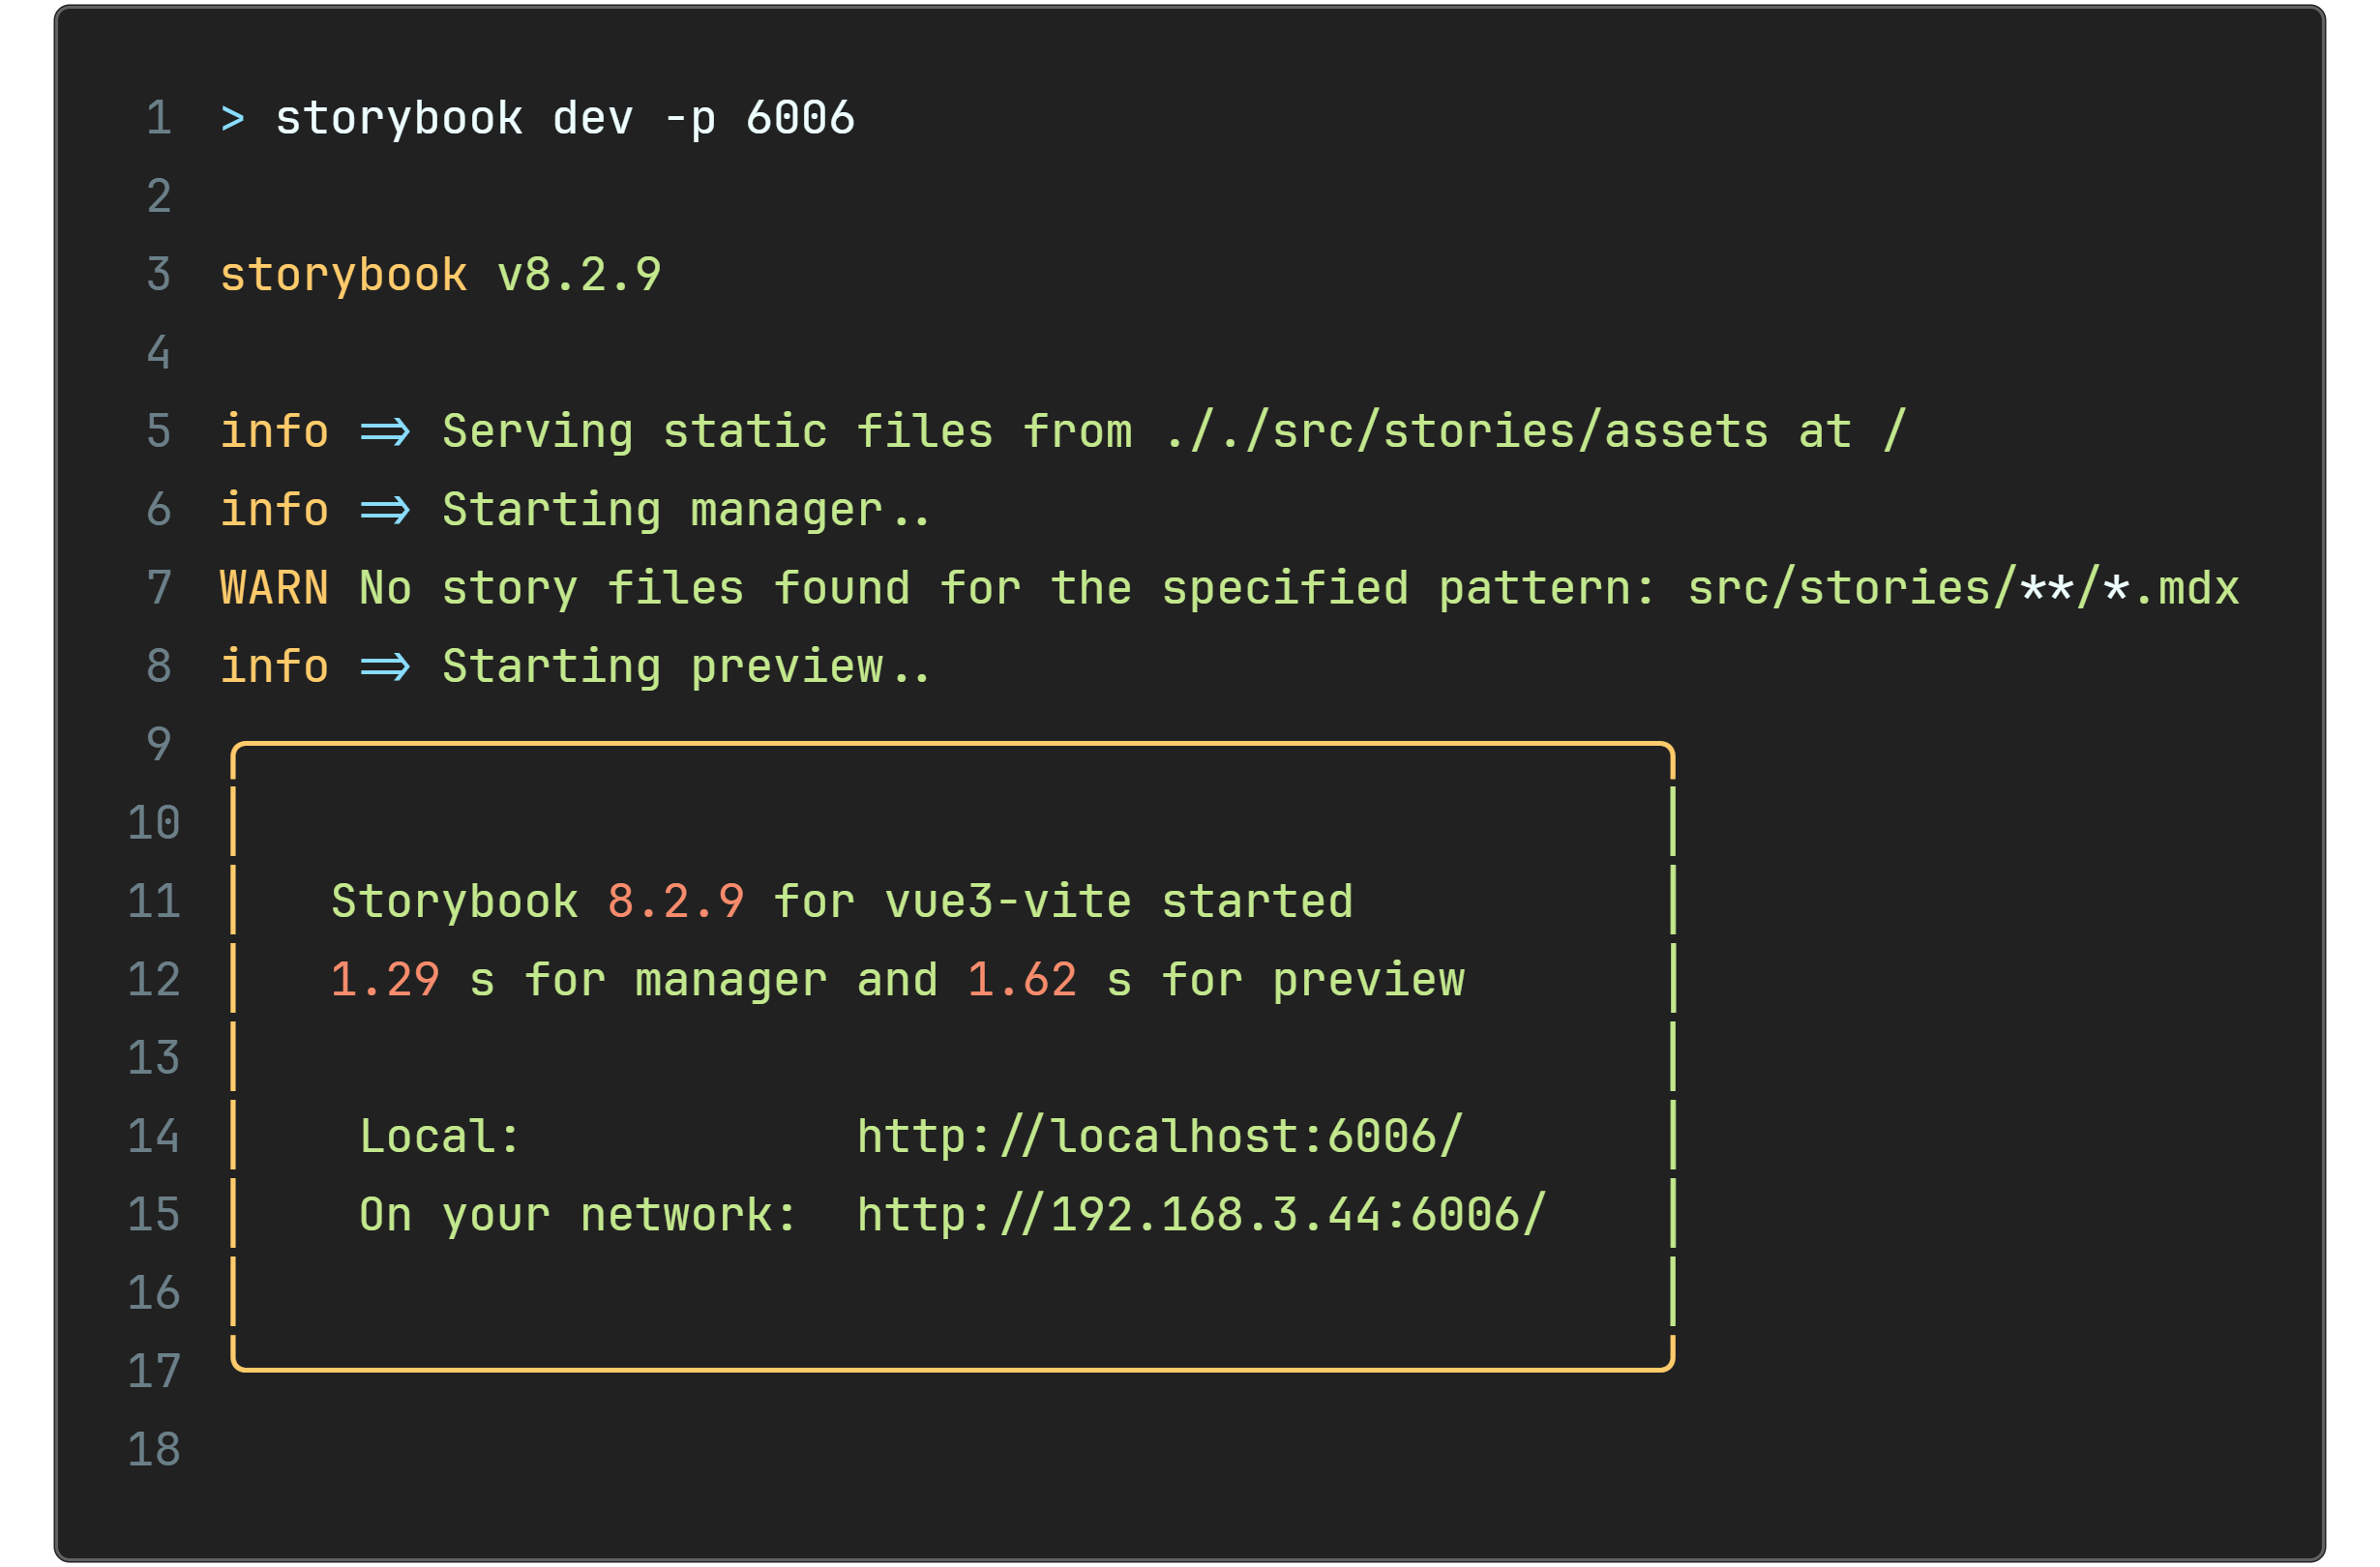 1 > storybook dev -p 6006
2
3 storybook v8.2.9
4
5 info => Serving static files from ././src/stories/assets at /
6 info => Starting manager..
7 WARN No story files found for the specified pattern: src/stories/**/*.mdx
8 info => Starting preview..
9
10
11 Storybook 8.2.9 for vue3-vite started
12 1.29 s for manager and 1.62 s for preview
13
14 Local: http://localhost:6006/
15 On your network: http://192.168.3.44:6006/
16
17
18